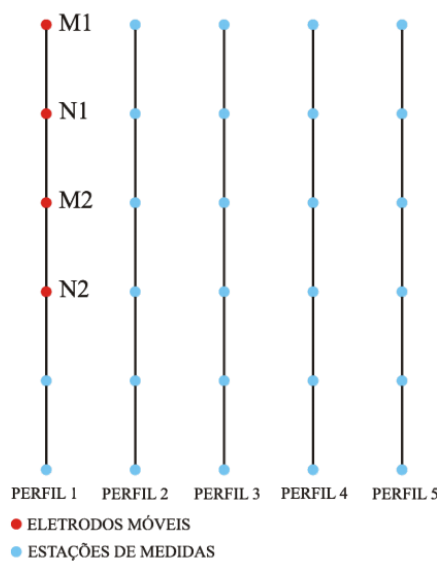 M1
N1
M2
N2
PERFIL 1 PERFIL 2 PERFIL 3 PERFIL 4 PERFIL 5
ELETRODOS MÓVEIS
ESTAÇÕES DE MEDIDAS